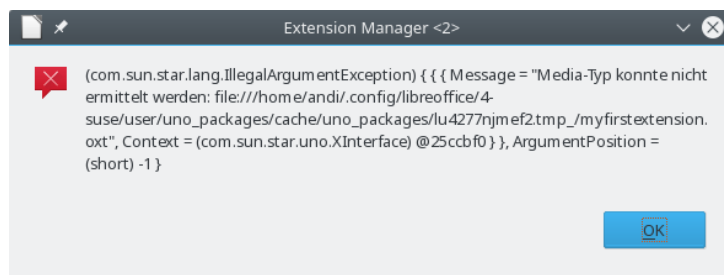 Extension Manager <2>
(com.sun.star.lang.IllegalArgumentException) { { { Message = "Media-Typ konnte nicht
ermittelt werden: file:///home/andi/.config/libreoffice/4-
suse/user/uno_packages/cache/uno_packages/lu4277njmef2.tmp_/myfirstextension.
oxt", Context = (com.sun.star.uno.XInterface) @25ccbf0 } }, ArgumentPosition =
(short) -1 }
OK